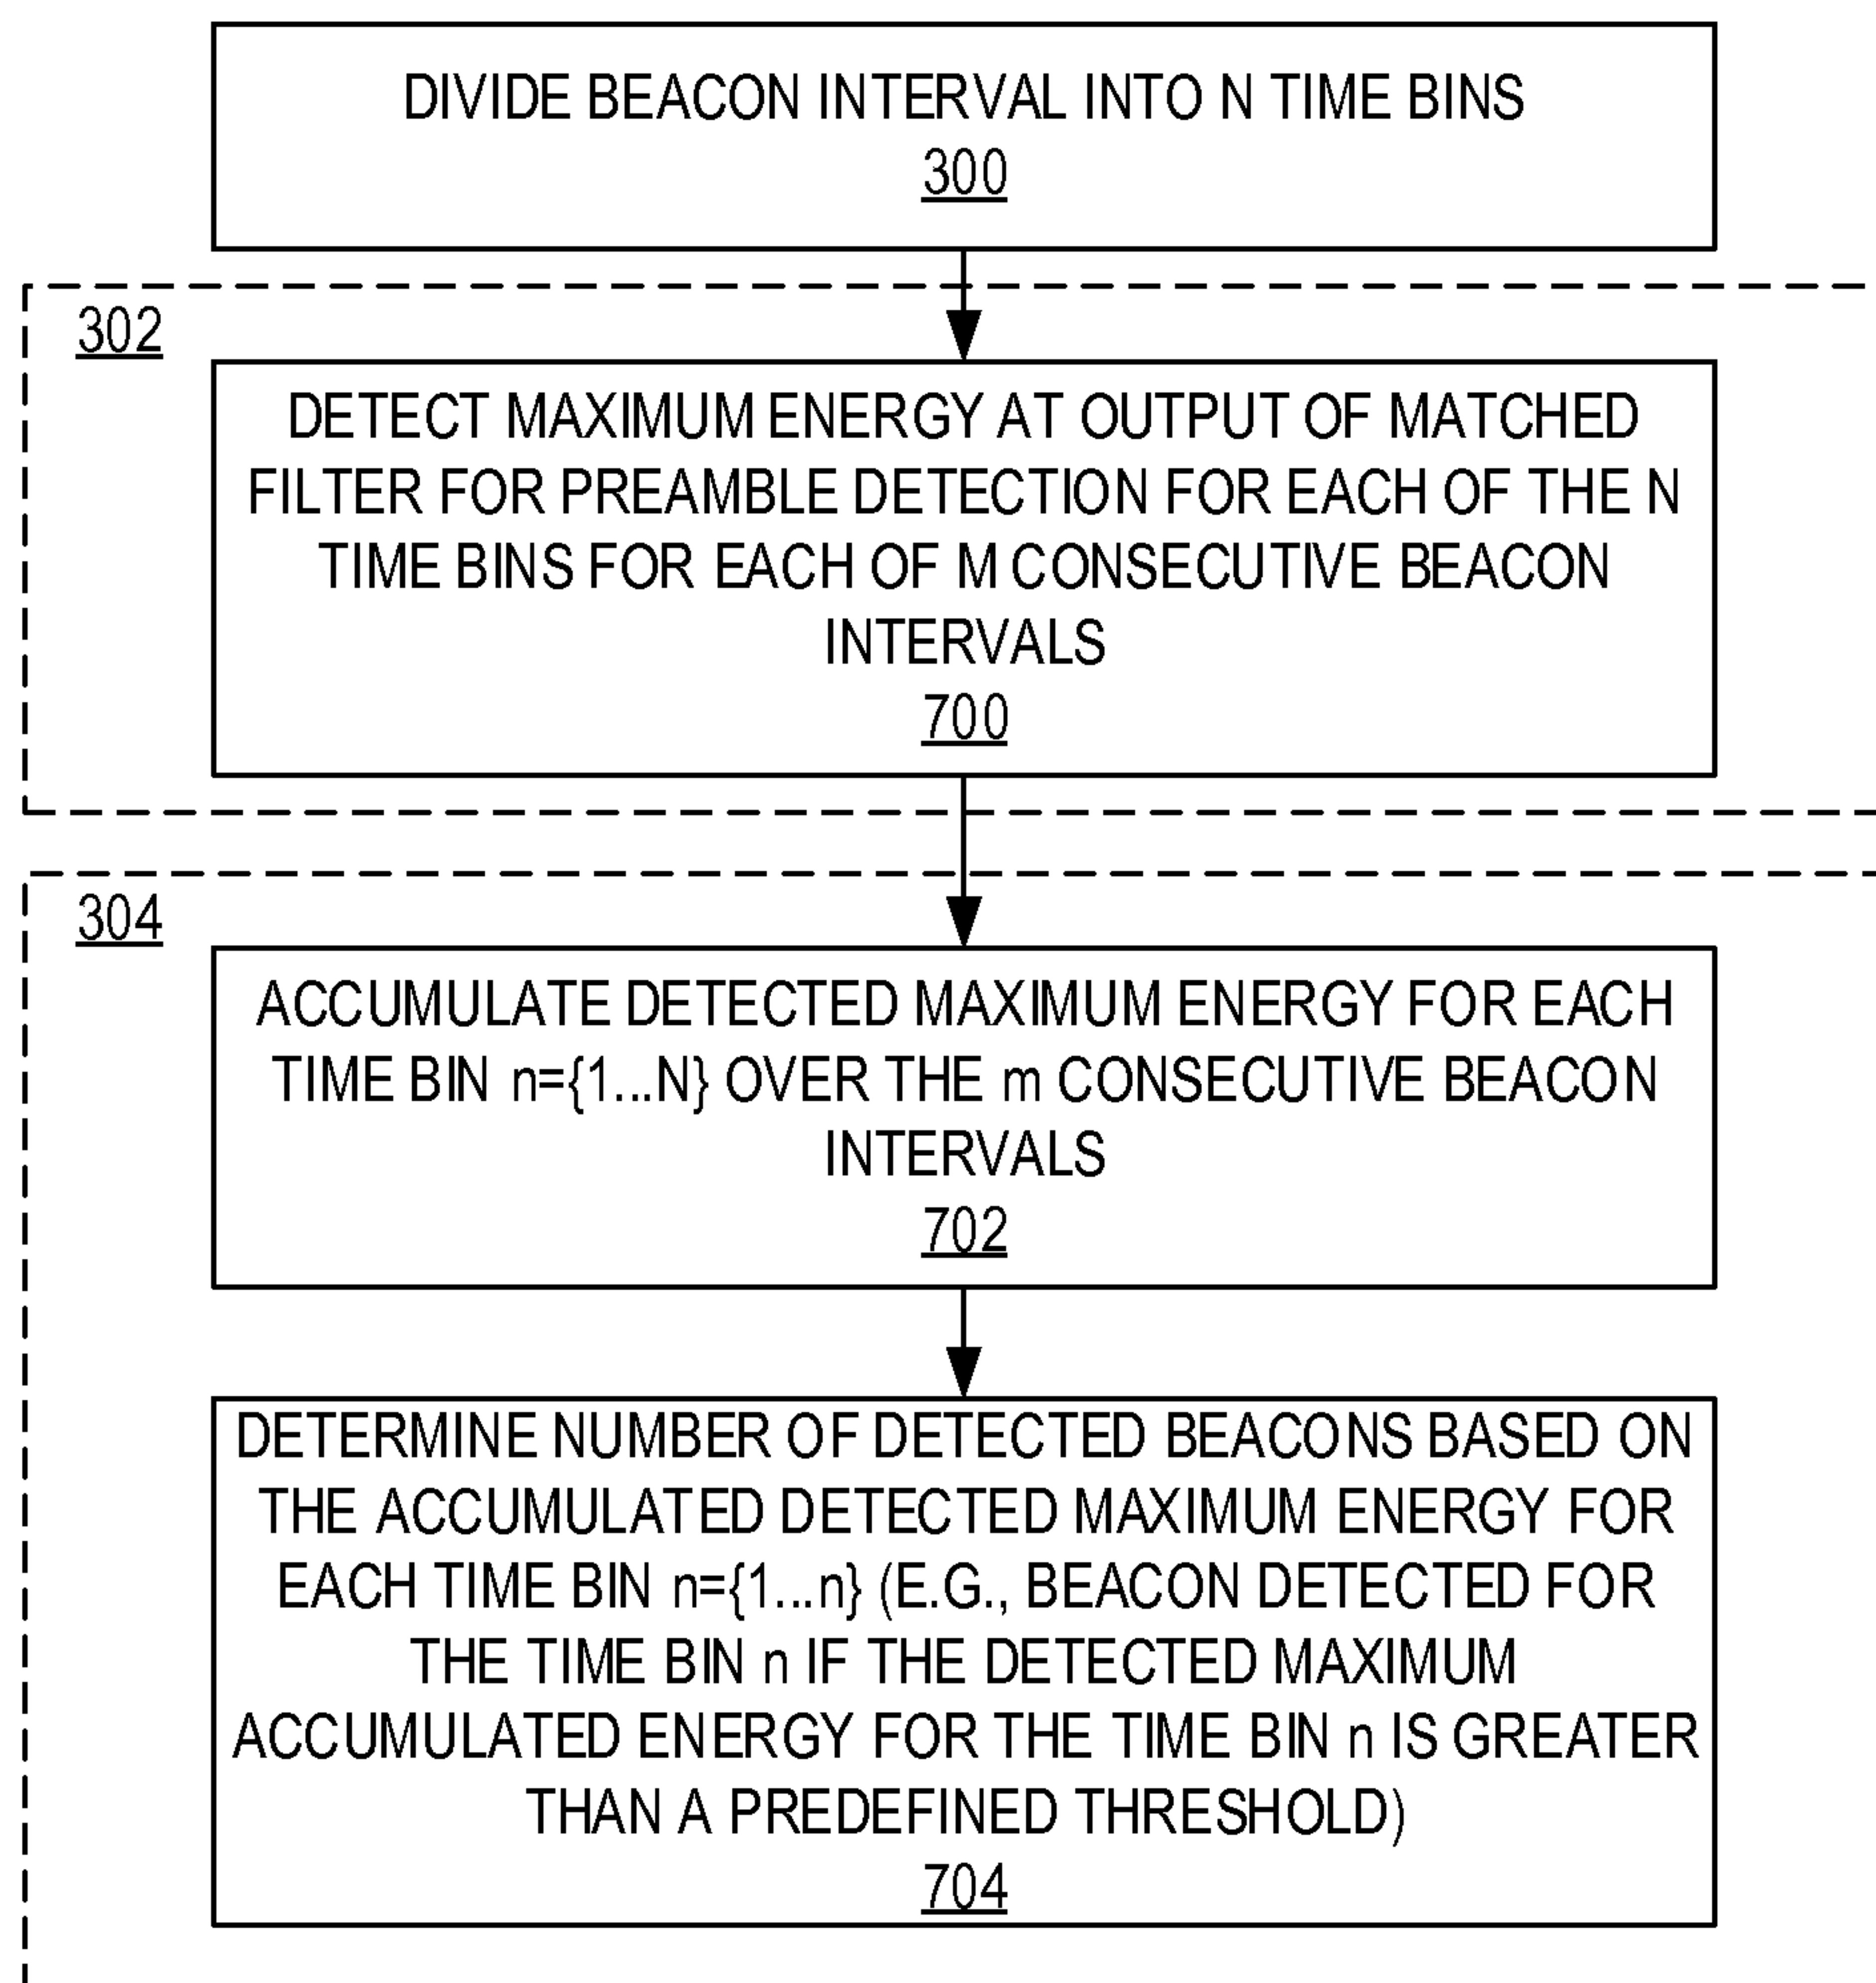 DIVIDE BEACON INTERVAL INTO N TIME BINS
300
302
DETECT MAXIMUM ENERGY AT OUTPUT OF MATCHED
FILTER FOR PREAMBLE DETECTION FOR EACH OF THE N
TIME BINS FOR EACH OF M CONSECUTIVE BEACON
INTERVALS
700
304
ACCUMULATE DETECTED MAXIMUM ENERGY FOR EACH
TIME BIN n={1...N} OVER THE m CONSECUTIVE BEACON
INTERVALS
702
DETERMINE NUMBER OF DETECTED BEACONS BASED ON
THE ACCUMULATED DETECTED MAXIMUM ENERGY FOR
EACH TIME BIN n={1...n} (E.G., BEACON DETECTED FOR
THE TIME BIN n IF THE DETECTED MAXIMUM
ACCUMULATED ENERGY FOR THE TIME BIN n IS GREATER
THAN A PREDEFINED THRESHOLD)
704